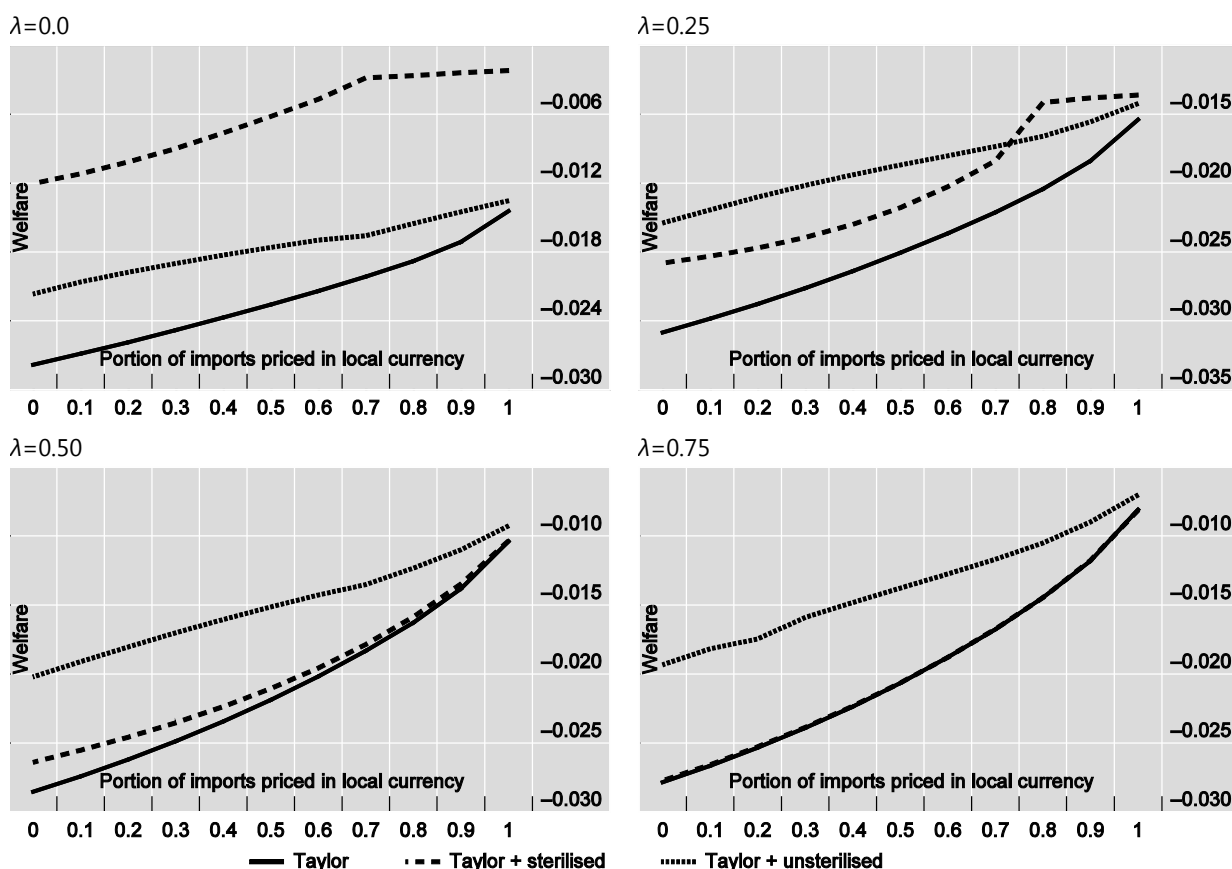 λ=0.0
λ=0.25
–0.006
–0.012
–0.018
–0.024
–0.030
Welfare
Portion of imports priced in local currency
0 0.1 0.2 0.3 0.4 0.5 0.6 0.7 0.8 0.9 1
–0.015
–0.020
–0.025
–0.030
–0.035
Welfare
Portion of imports priced in local currency
0 0.1 0.2 0.3 0.4 0.5 0.6 0.7 0.8 0.9 1
λ=0.50
λ=0.75
–0.010
–0.015
–0.020
–0.025
–0.030
Welfare
Portion of imports priced in local currency
0 0.1 0.2 0.3 0.4 0.5 0.6 0.7 0.8 0.9 1
–0.010
–0.015
–0.020
–0.025
–0.030
Welfare
Portion of imports priced in local currency
0 0.1 0.2 0.3 0.4 0.5 0.6 0.7 0.8 0.9 1
Taylor Taylor + sterilised Taylor + unsterilised